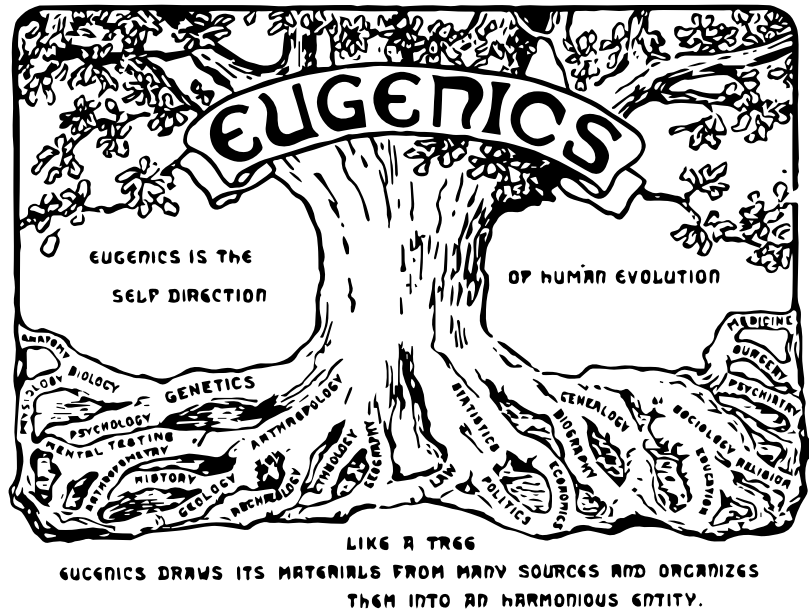 EUGENICS
EUGENICS IS THE
SELF DIRECTION
OF HUMAN EVOLUTION
ANATOMY
PHYSIOLOGY
BIOLOGY
GENETICS
PSYCHOLOGY
MENTAL TESTING
ANTHROPOMETRY
HISTORY
GEOLOGY
ANTHROPOLOGY
ARCHAEOLOGY
ETHNOLOGY
GEOGRAPHY
LAW
STATISTICS
POLITICS
ECONOMICS
BIOGRAPHY
GENEALOGY
EDUCATION
SOCIOLOGY
RELIGION
PSYCHIATRY
SURGERY
MEDICINE
LIKE A TREE
EUGENICS DRAWS ITS MATERIALS FROM MANY SOURCES AND ORGANIZES
THEM INTO AN HARMONIOUS ENTITY.